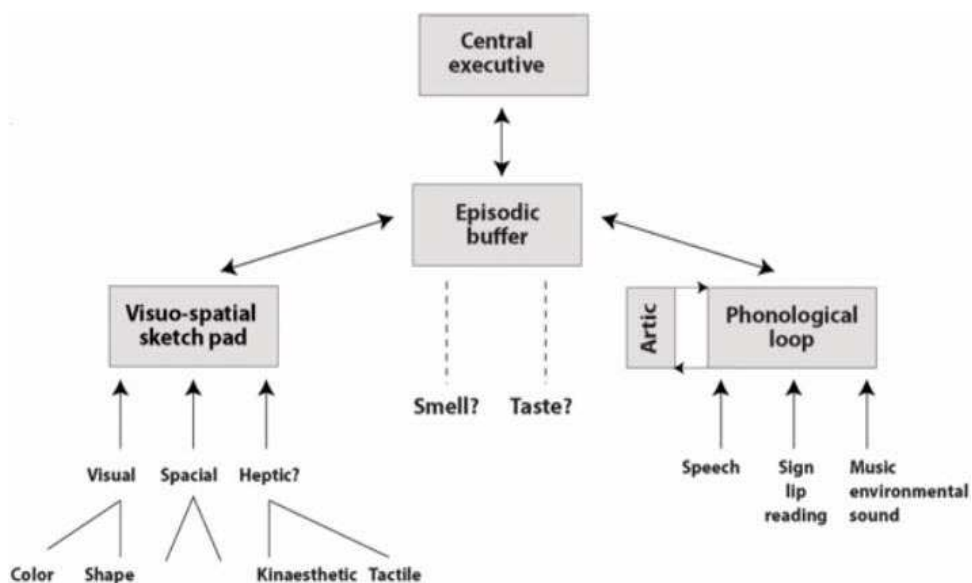 Central
executive
Episodic
buffer
Visuo-spatial
sketch pad
Artic
Phonological
loop
Smell? Taste?
Visual Spacial Heptic?
Speech Sign Music
lip environmental
reading sound
Color Shape Kinaesthetic Tactile